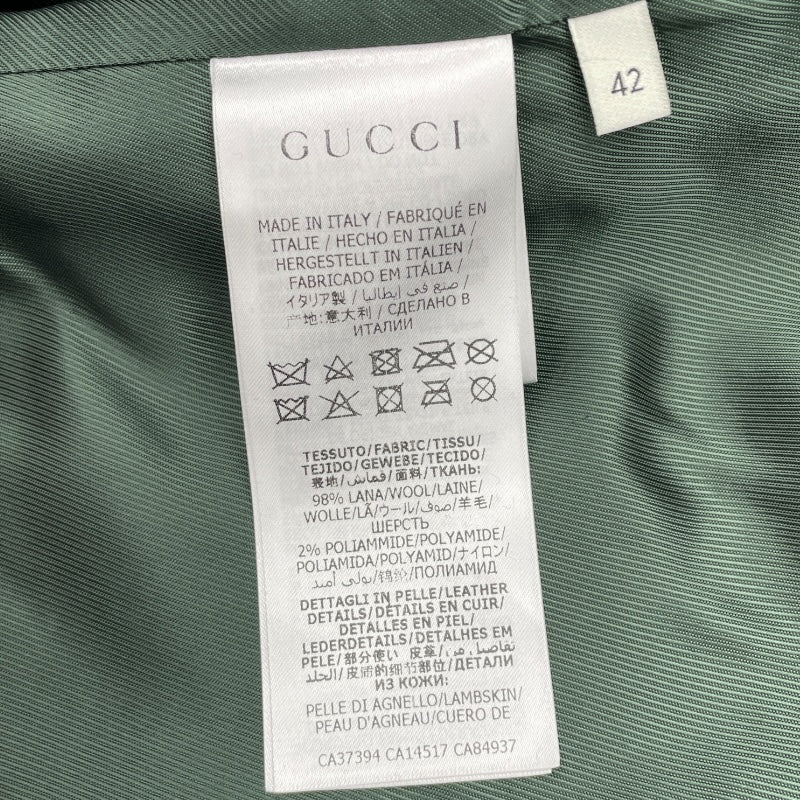 42
GUCCI
MADE IN ITALY / FABRIQUÉ EN
ITALIE / HECHO EN ITALIA /
HERGESTELLT IN ITALIEN /
FABRICADO EM ITÁLIA /
イタリア製 / صنع في ايطاليا /
产地:意大利 / СДЕЛАНО В
ИТАЛИИ
TESSUTO/FABRIC/TISSU/
TEJIDO/GEWEBE/TECIDO/
表地/قماش/面料/ТКАНЬ:
98% LANA/WOOL/LAINE/
WOLLE/LÃ/ウール/صوف/羊毛/
ШЕРСТЬ
2% POLIAMMIDE/POLYAMIDE/
POLIAMIDA/POLYAMID/ナイロン/
بولي أميد/锦纶/ПОЛИАМИД
DETTAGLI IN PELLE/LEATHER
DETAILS/DÉTAILS EN CUIR/
DETALLES EN PIEL/
LEDERDETAILS/DETALHES EM
PELE/部分使い 皮革/تفاصيل من
الجلد/皮革的细节部位/ДЕТАЛИ
ИЗ КОЖИ:
PELLE DI AGNELLO/LAMBSKIN/
PEAU D'AGNEAU/CUERO DE
CA37394 CA14517 CA84937